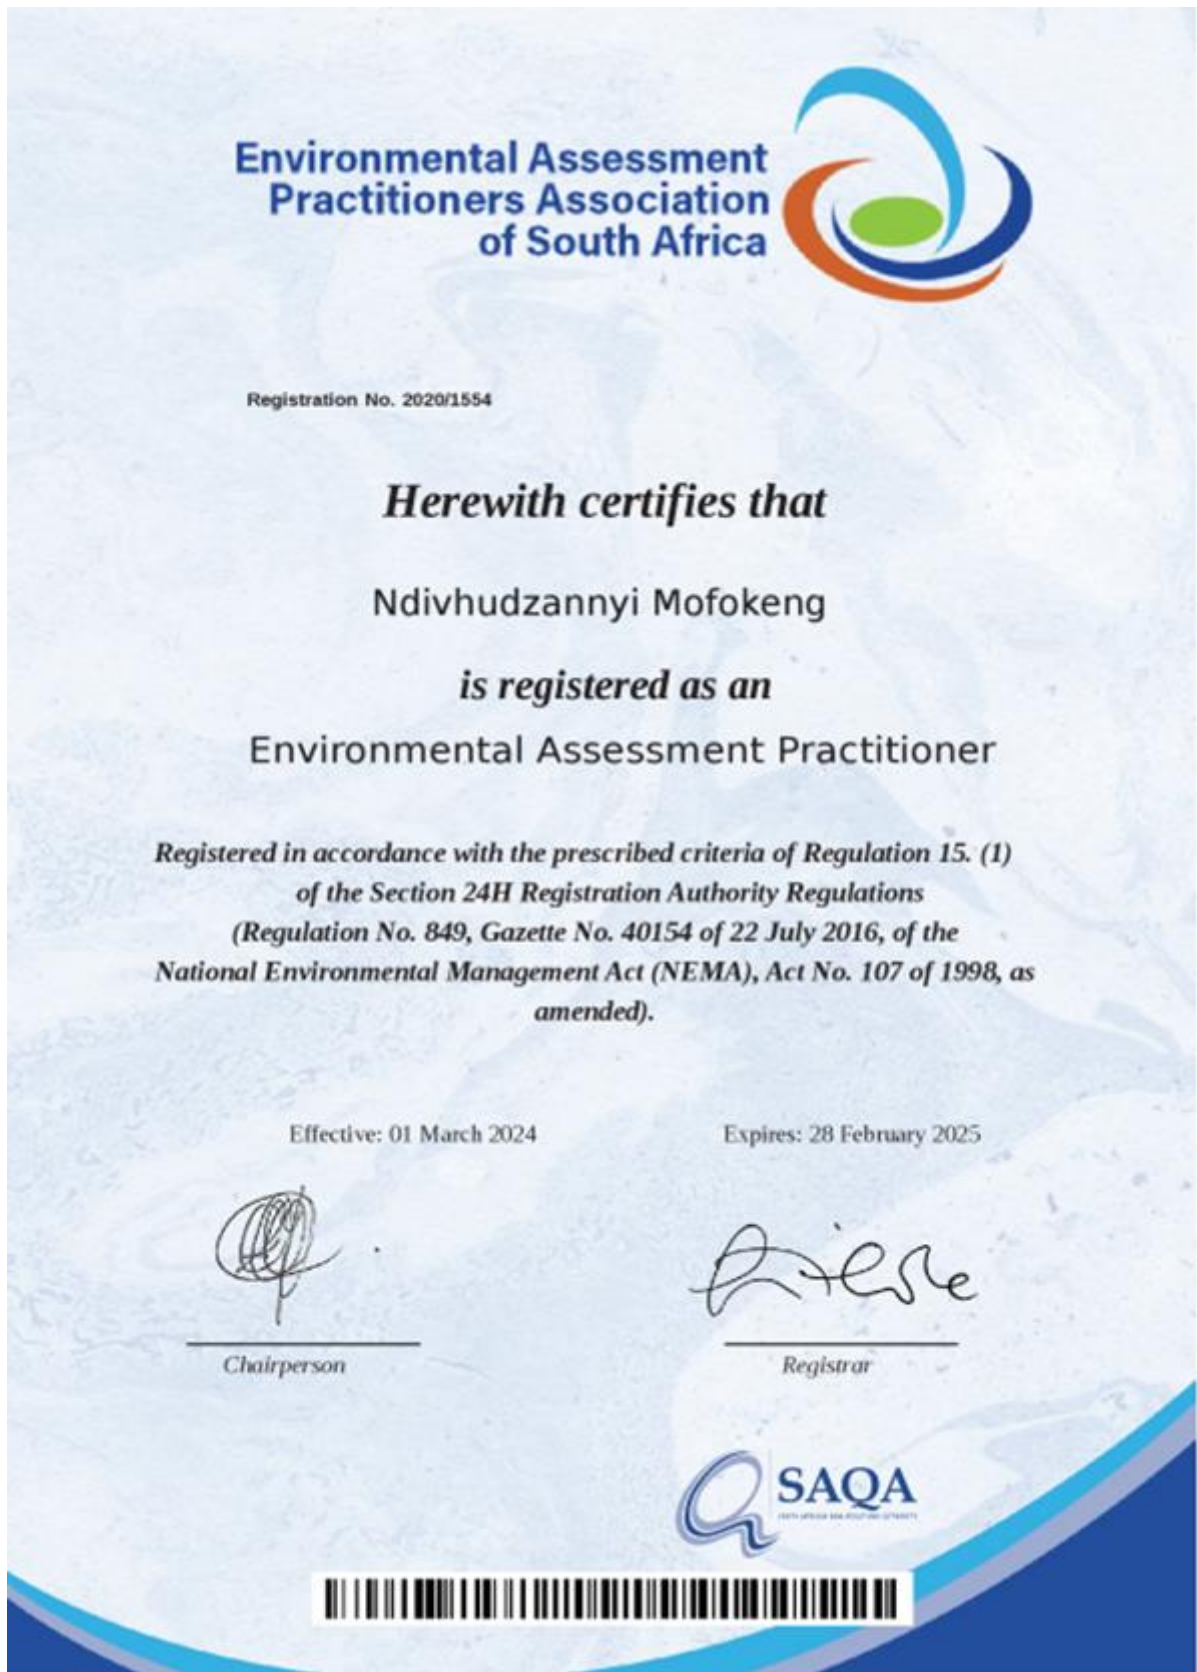 Environmental Assessment
Practitioners Association
of South Africa
Registration No. 2020/1554
Herewith certifies that
Ndivhudzannyi Mofokeng
is registered as an
Environmental Assessment Practitioner
Registered in accordance with the prescribed criteria of Regulation 15. (1)
of the Section 24H Registration Authority Regulations
(Regulation No. 849, Gazette No. 40154 of 22 July 2016, of the
National Environmental Management Act (NEMA), Act No. 107 of 1998, as
amended).
Effective: 01 March 2024
Expires: 28 February 2025
Chairperson
Registrar
SAQA